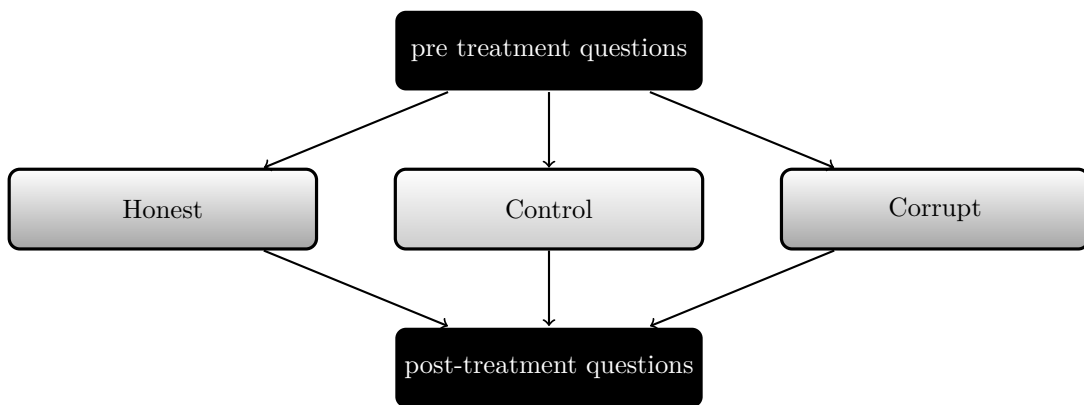 pre treatment questions
Honest
Control
Corrupt
post-treatment questions